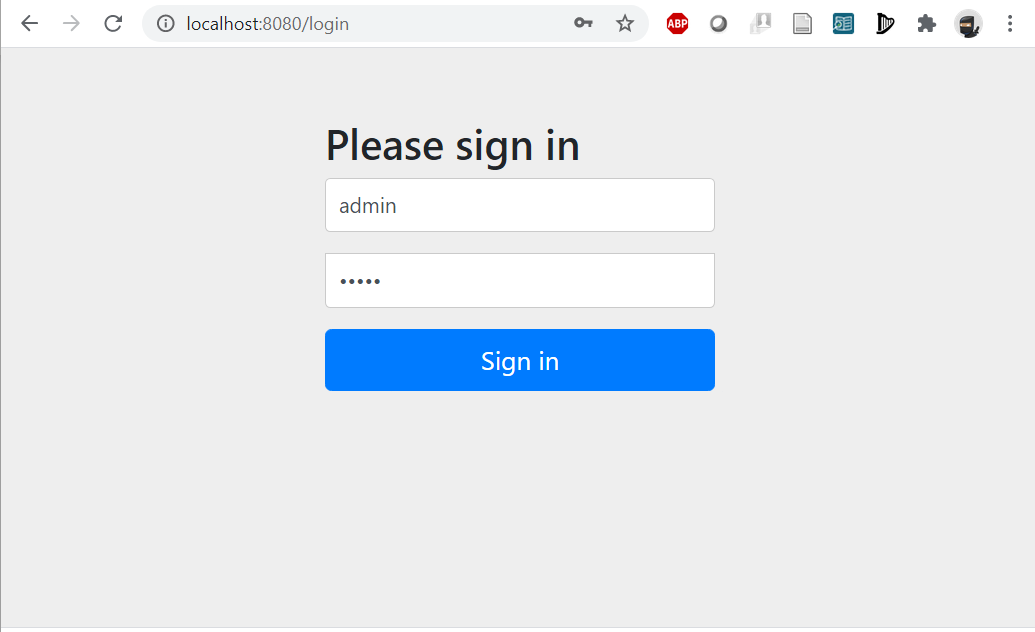 localhost:8080/login
ABP
Please sign in
admin
•••••
Sign in